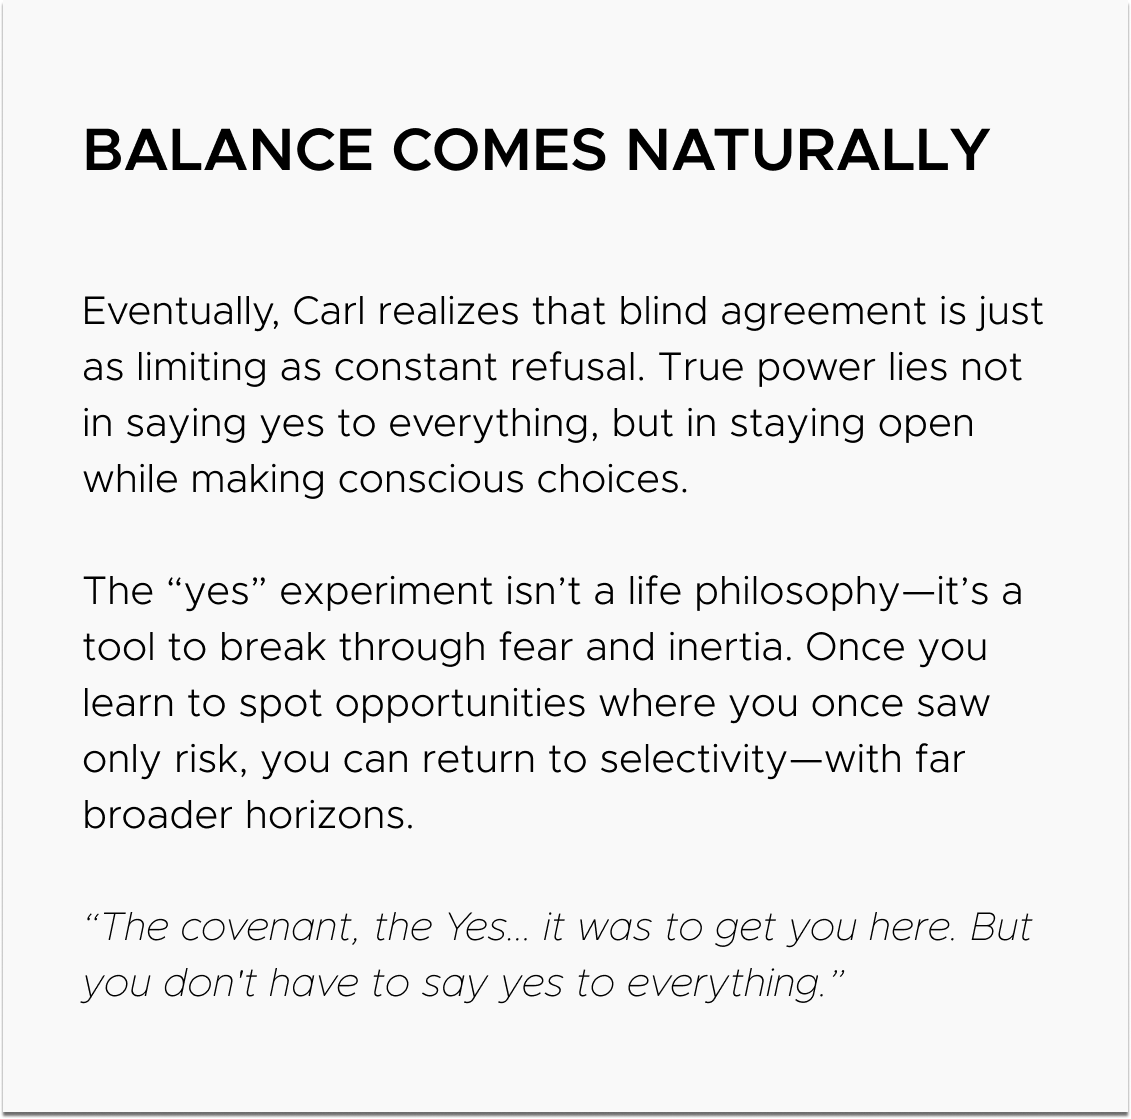 BALANCE COMES NATURALLY
Eventually, Carl realizes that blind agreement is just
as limiting as constant refusal. True power lies not
in saying yes to everything, but in staying open
while making conscious choices.
The “yes” experiment isn’t a life philosophy—it’s a
tool to break through fear and inertia. Once you
learn to spot opportunities where you once saw
only risk, you can return to selectivity—with far
broader horizons.
“The covenant, the Yes... it was to get you here. But
you don't have to say yes to everything.”